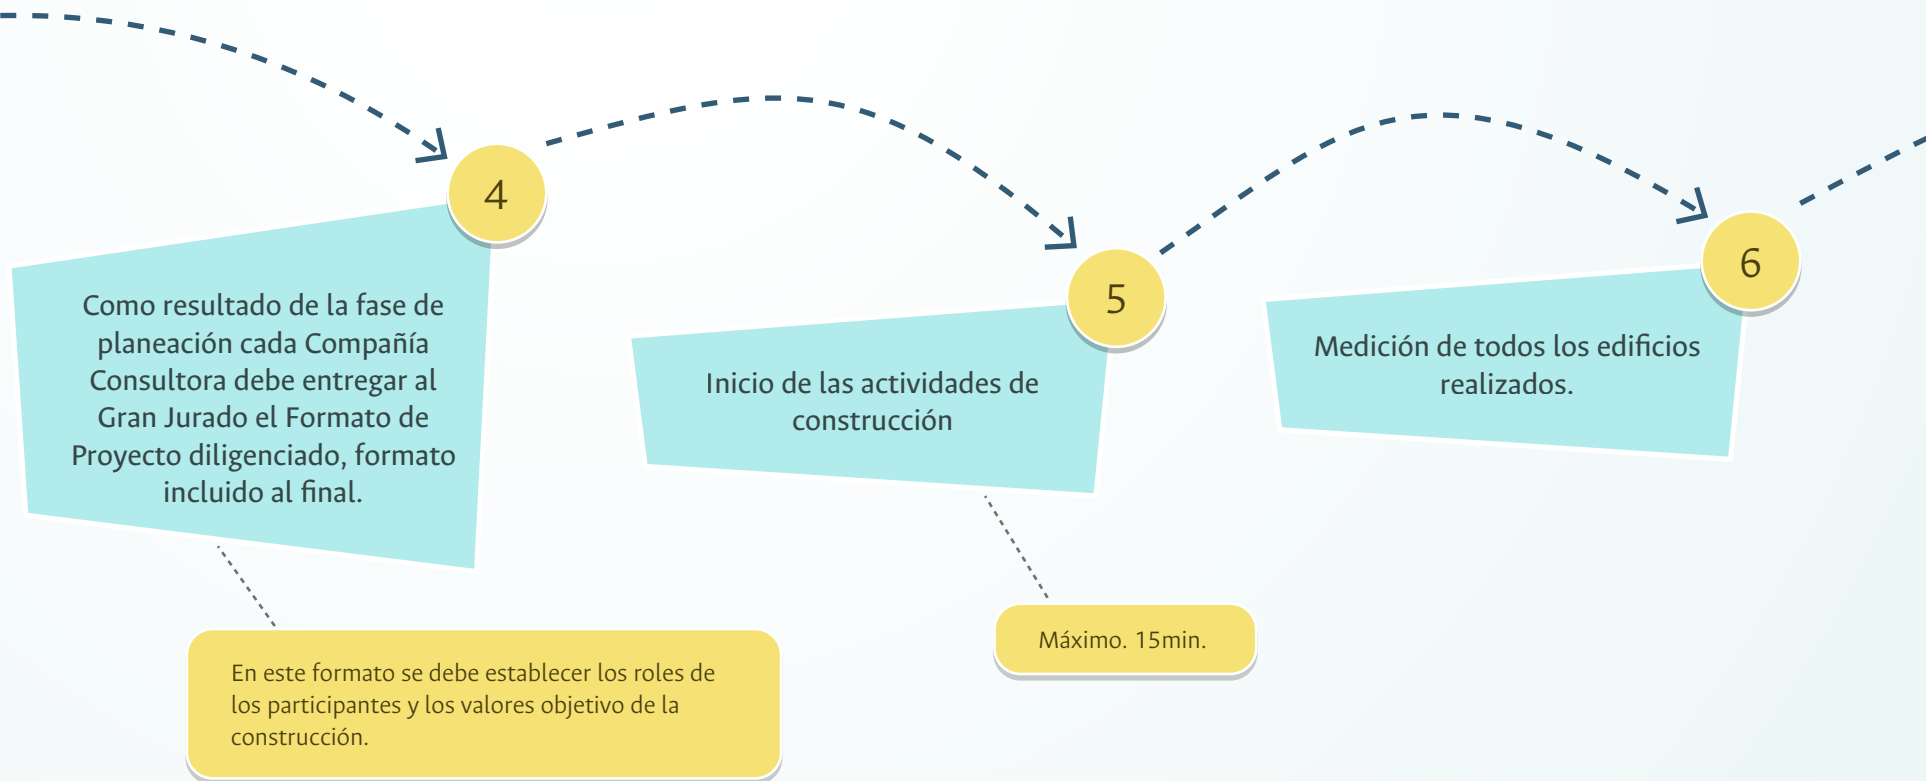 4
Como resultado de la fase de
planeación cada Compañía
Consultora debe entregar al
Gran Jurado el Formato de
Proyecto diligenciado, formato
incluido al final.
En este formato se debe establecer los roles de
los participantes y los valores objetivo de la
construcción.
5
Inicio de las actividades de
construcción
Máximo. 15min.
6
Medición de todos los edificios
realizados.